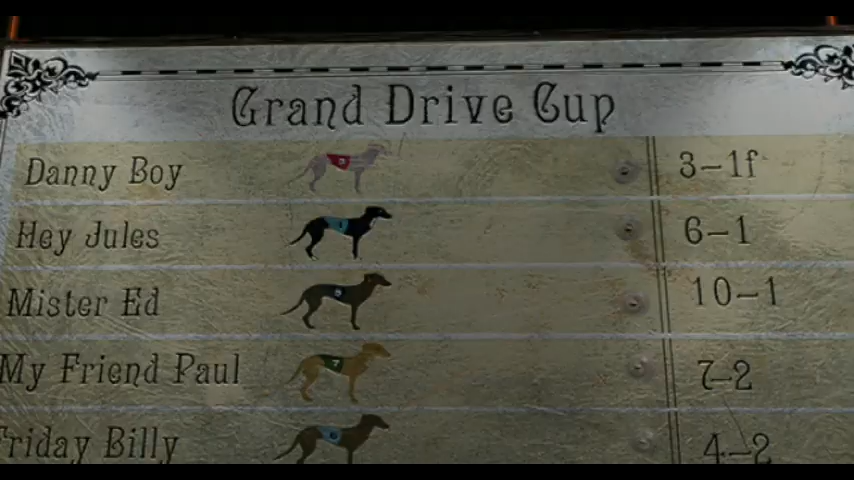 Grand Drive Cup
Danny Boy 3-1f
Hey Jules 6-1
Mister Ed 10-1
My Friend Paul 7-2
Friday Billy 4-2